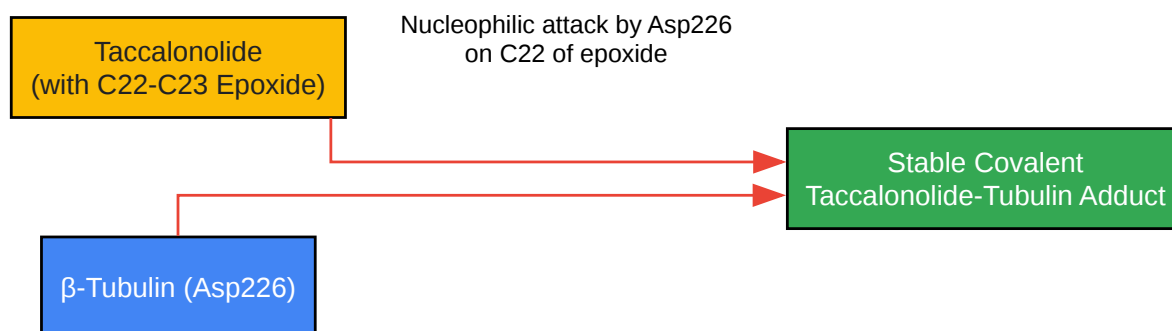 Nucleophilic attack by Asp226
on C22 of epoxide
Taccalonolide
(with C22-C23 Epoxide)
Stable Covalent
Taccalonolide-Tubulin Adduct
β-Tubulin (Asp226)